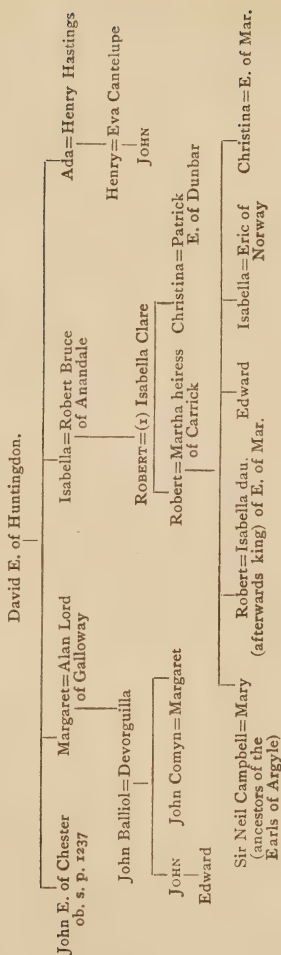 David E. of Huntingdon.
John E. of Chester
ob. s. p. 1237
Margaret=Alan Lord
of Galloway
Isabella=Robert Bruce
of Anandale
Ada=Henry Hastings
John Balliol=Devorguilla
ROBERT=(1) Isabella Clare
Henry=Eva Cantelupe
JOHN
JOHN
Edward
John Comyn=Margaret
Robert=Martha heiress
of Carrick
Christina=Patrick
E. of Dunbar
Sir Neil Campbell=Mary
(ancestors of the
Earls of Argyle)
Robert=Isabella dau.
(afterwards king) of E. of Mar.
Edward
Isabella=Eric of
Norway
Christina=E. of Mar.